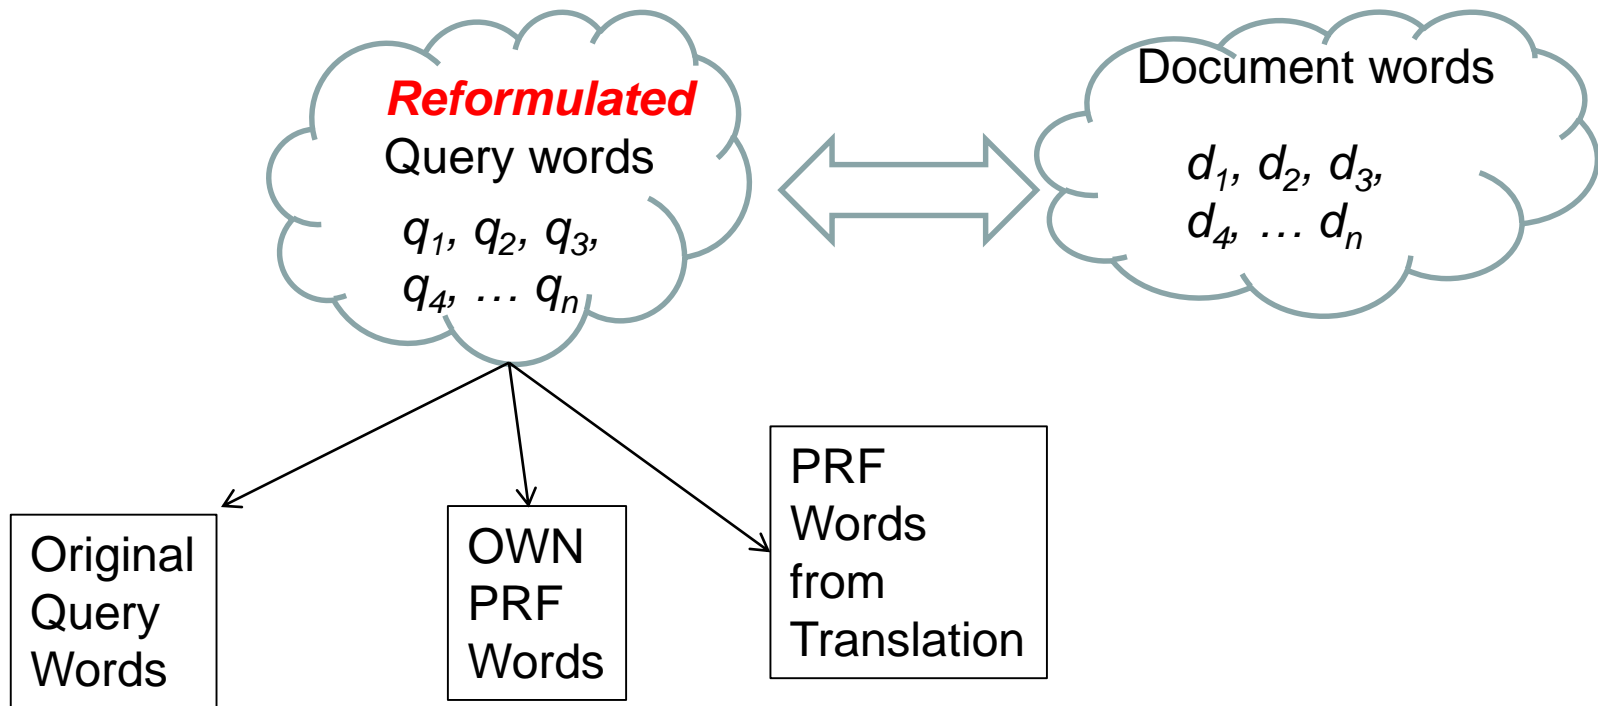 Reformulated
Query words
q1, q2, q3,
q4, … qn
Document words
d1, d2, d3,
d4, … dn
Original
Query
Words
OWN
PRF
Words
PRF
Words
from
Translation